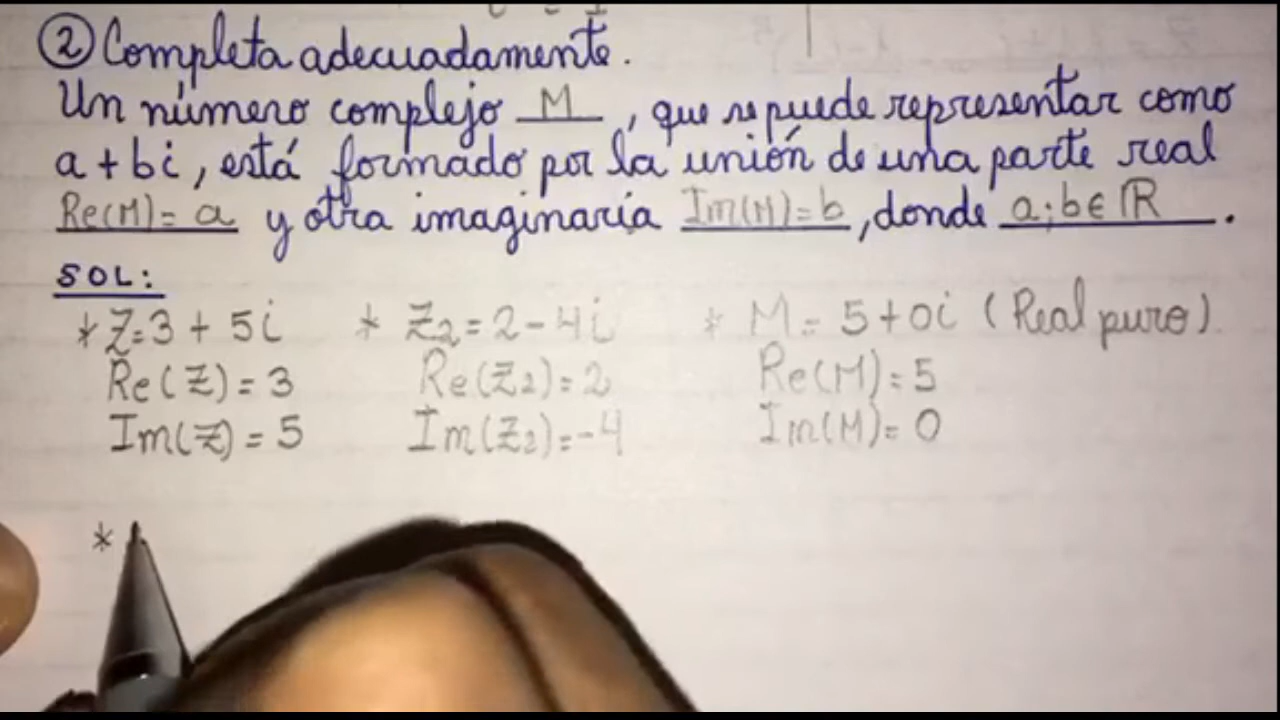 ② Completa adecuadamente.
Un número complejo M, que se puede representar como
a + bi, está formado por la unión de una parte real
Re(M) = a y otra imaginaria Im(M) = b, donde a; b ∈ ℝ.
SOL:
* Z = 3 + 5i * Z₂ = 2 - 4i * M = 5 + 0i (Real puro)
Re(Z) = 3 Re(Z₂) = 2 Re(M) = 5
Im(Z) = 5 Im(Z₂) = -4 Im(M) = 0
*